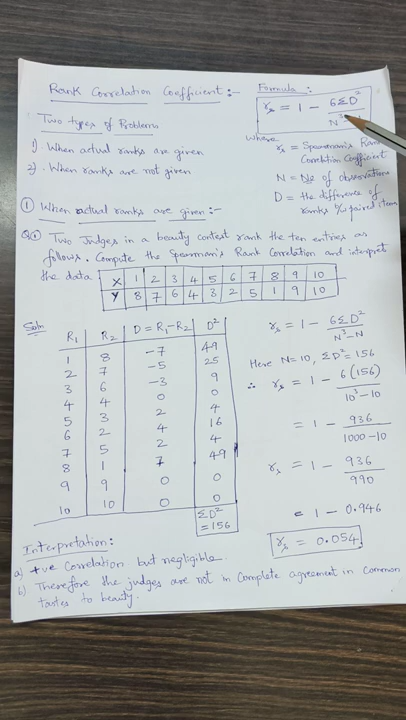 Rank Correlation Coefficient :-
Formula :
rs = 1 - 6ΣD² / N³
Two types of Problems
1) When actual ranks are given
2) When ranks are not given
where
rs = Spearman's Rank
Correlation Coefficient
N = No of observations
D = the difference of
ranks b/w paired items
① When actual ranks are given :-
Q① Two Judges in a beauty contest rank the ten entries as
follows. Compute the Spearman's Rank Correlation and interpret
the data
X 1 2 3 4 5 6 7 8 9 10
Y 8 7 6 4 3 2 5 1 9 10
Soln
R1 R2 D = R1-R2 D²
1 8 -7 49
2 7 -5 25
3 6 -3 9
4 4 0 0
5 3 2 4
6 2 4 16
7 5 2 4
8 1 7 49
9 9 0 0
10 10 0 0
ΣD²
= 156
rs = 1 - 6ΣD² / N³-N
Here N=10, ΣD²=156
∴ rs = 1 - 6(156) / 10³-10
= 1 - 936 / 1000-10
rs = 1 - 936 / 990
= 1 - 0.946
rs = 0.054
Interpretation:
a) +ve Correlation but negligible.
b) Therefore the judges are not in Complete agreement in Common
tastes to beauty.